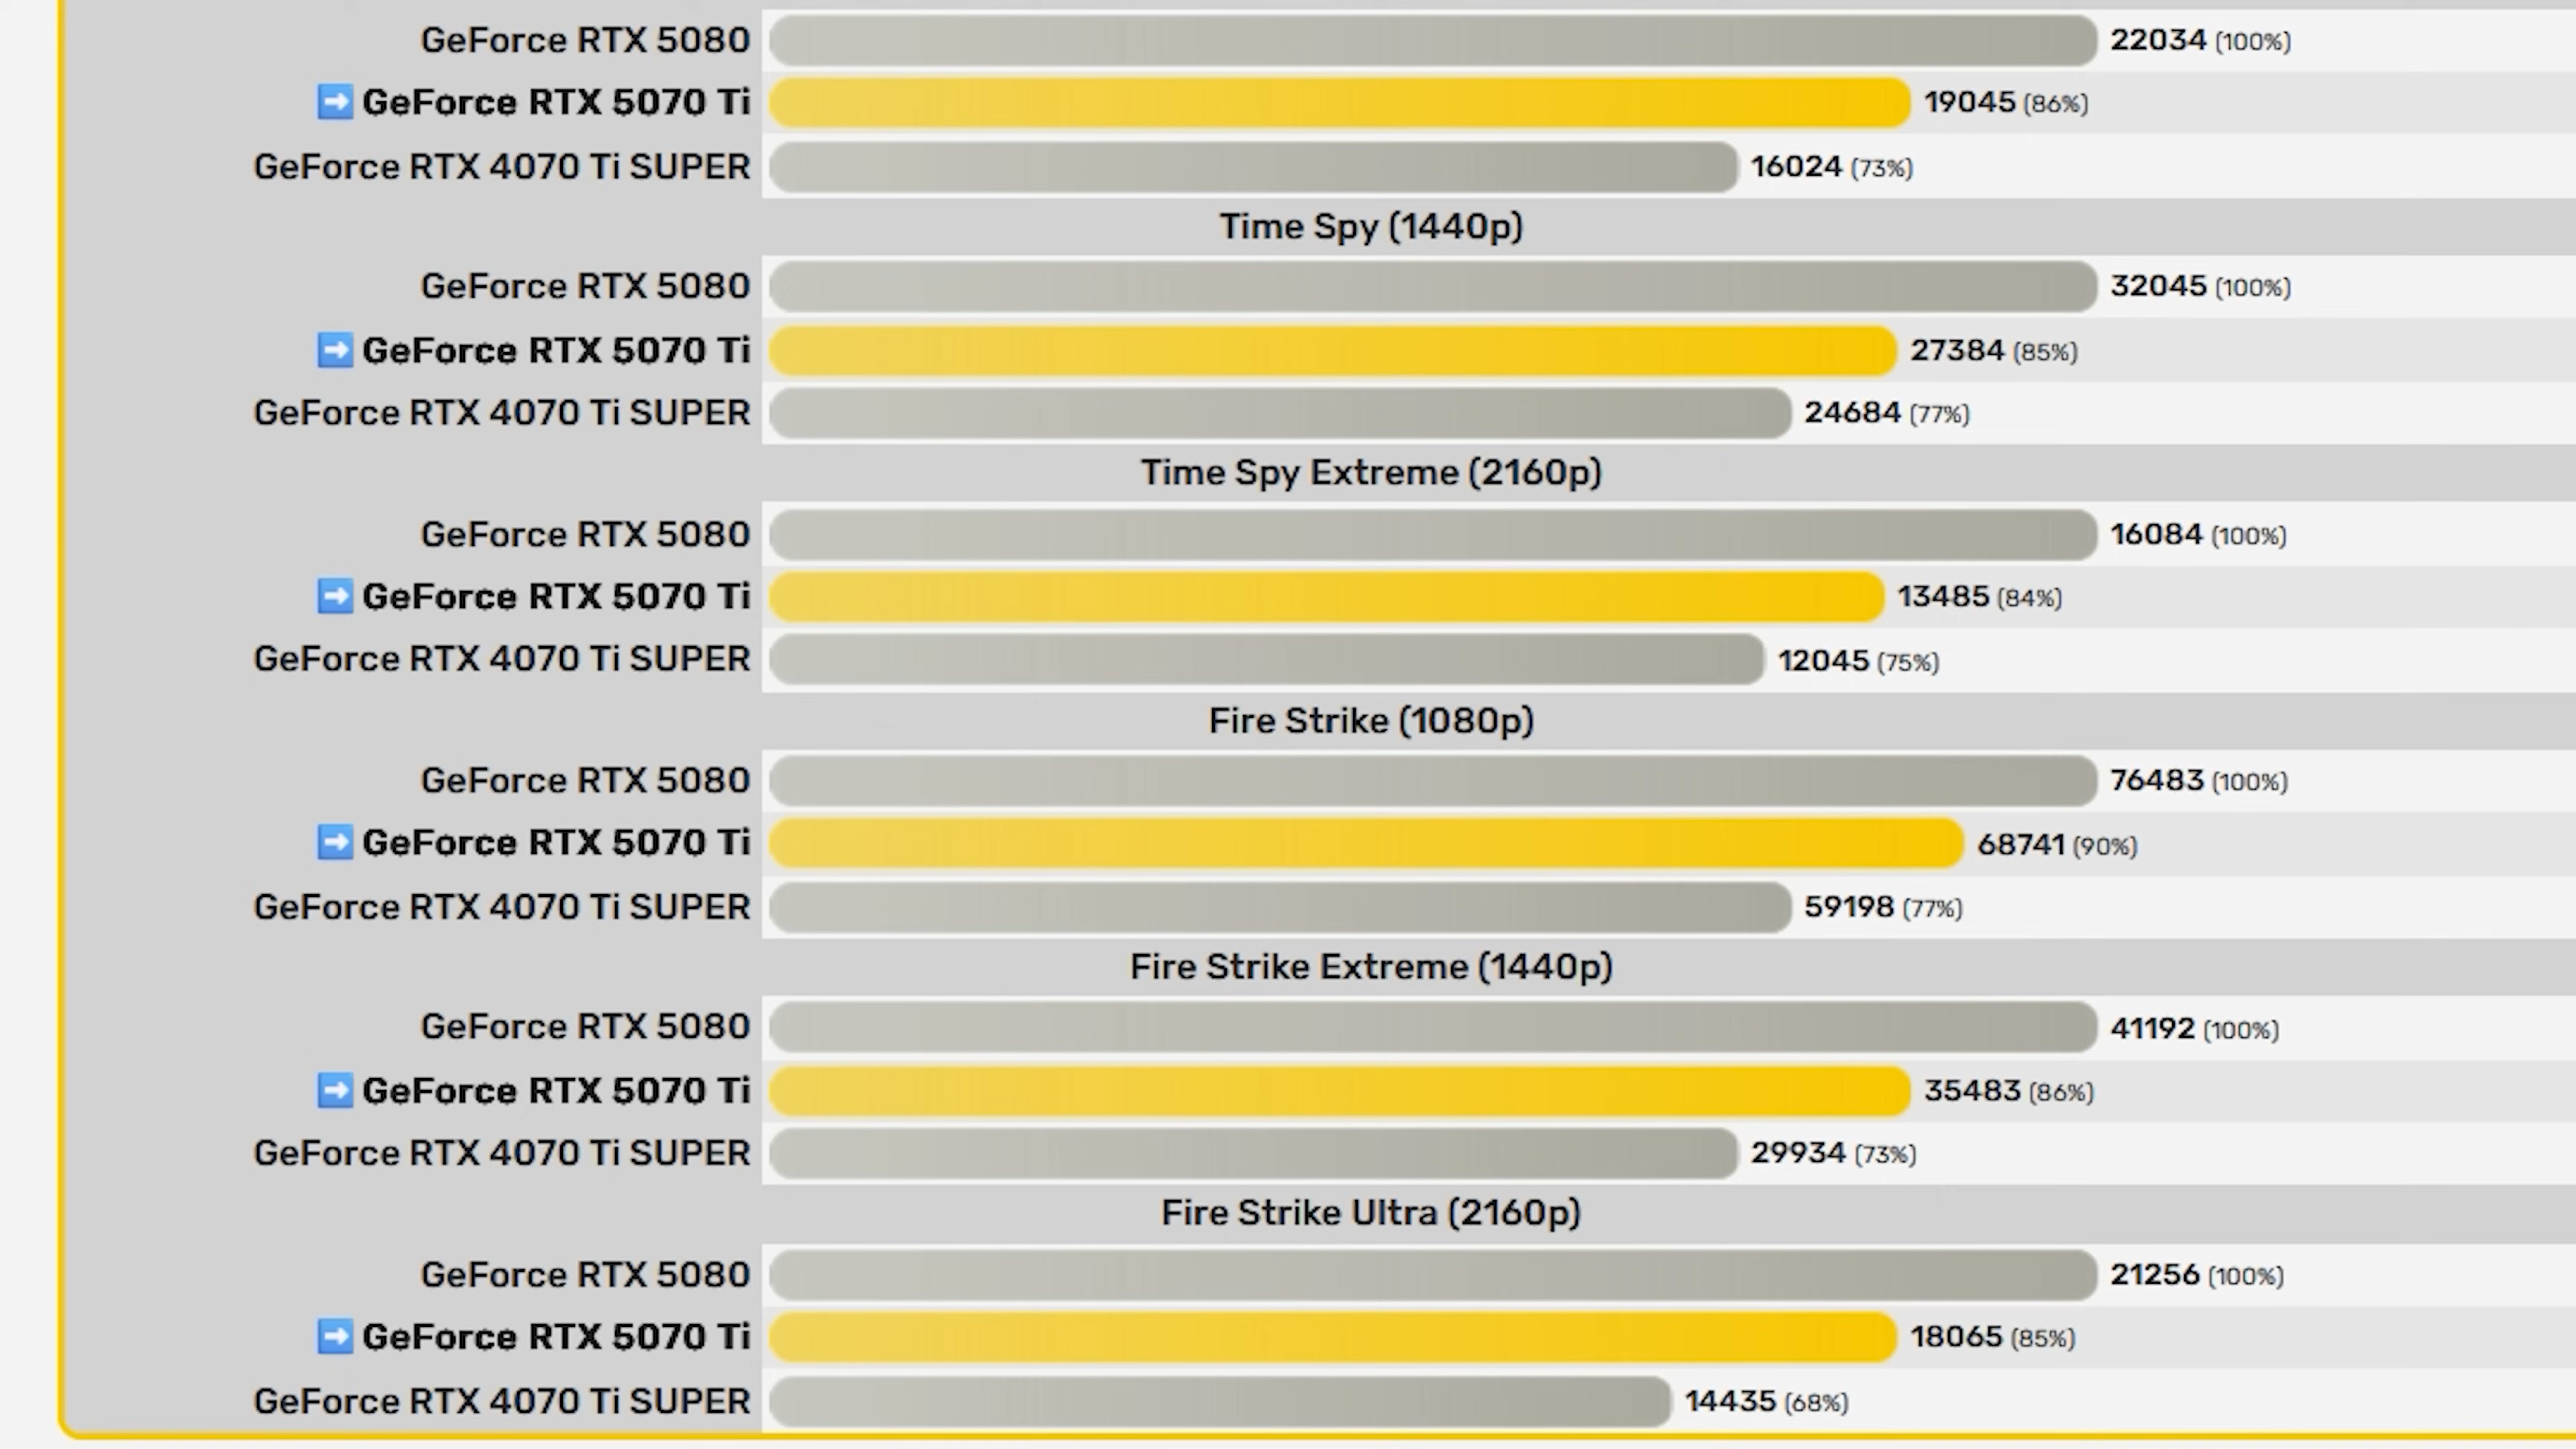 GeForce RTX 5080 22034 (100%)
➡ GeForce RTX 5070 Ti 19045 (86%)
GeForce RTX 4070 Ti SUPER 16024 (73%)
Time Spy (1440p)
GeForce RTX 5080 32045 (100%)
➡ GeForce RTX 5070 Ti 27384 (85%)
GeForce RTX 4070 Ti SUPER 24684 (77%)
Time Spy Extreme (2160p)
GeForce RTX 5080 16084 (100%)
➡ GeForce RTX 5070 Ti 13485 (84%)
GeForce RTX 4070 Ti SUPER 12045 (75%)
Fire Strike (1080p)
GeForce RTX 5080 76483 (100%)
➡ GeForce RTX 5070 Ti 68741 (90%)
GeForce RTX 4070 Ti SUPER 59198 (77%)
Fire Strike Extreme (1440p)
GeForce RTX 5080 41192 (100%)
➡ GeForce RTX 5070 Ti 35483 (86%)
GeForce RTX 4070 Ti SUPER 29934 (73%)
Fire Strike Ultra (2160p)
GeForce RTX 5080 21256 (100%)
➡ GeForce RTX 5070 Ti 18065 (85%)
GeForce RTX 4070 Ti SUPER 14435 (68%)